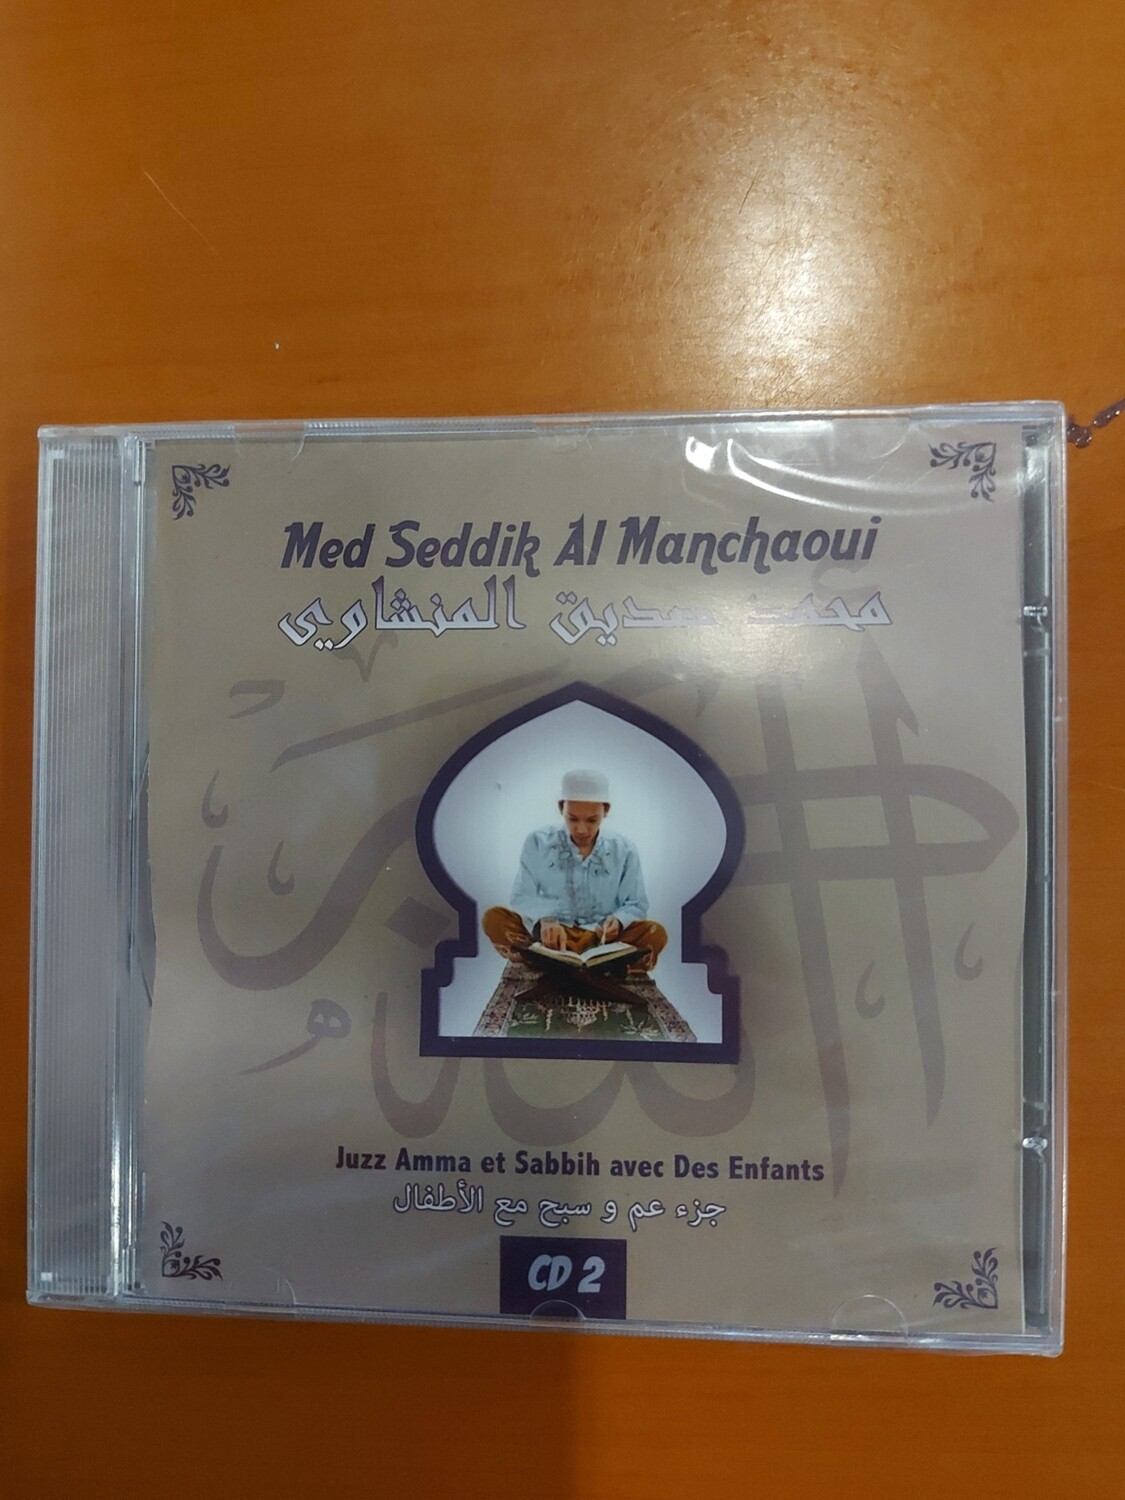 Med Seddik Al Manchaoui
محمد صديق المنشاوي
Juzz Amma et Sabbih avec Des Enfants
جزء عم و سبح مع الأطفال
CD 2